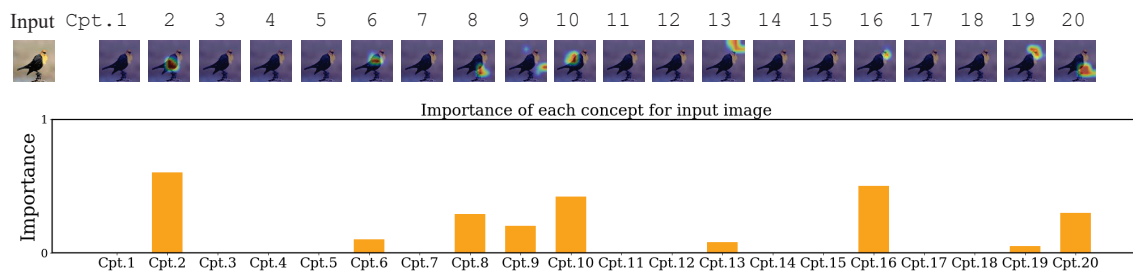 Input Cpt.1 2 3 4 5 6 7 8 9 10 11 12 13 14 15 16 17 18 19 20
Importance of each concept for input image
1
Importance
0
Cpt.1 Cpt.2 Cpt.3 Cpt.4 Cpt.5 Cpt.6 Cpt.7 Cpt.8 Cpt.9 Cpt.10 Cpt.11 Cpt.12 Cpt.13 Cpt.14 Cpt.15 Cpt.16 Cpt.17 Cpt.18 Cpt.19 Cpt.20